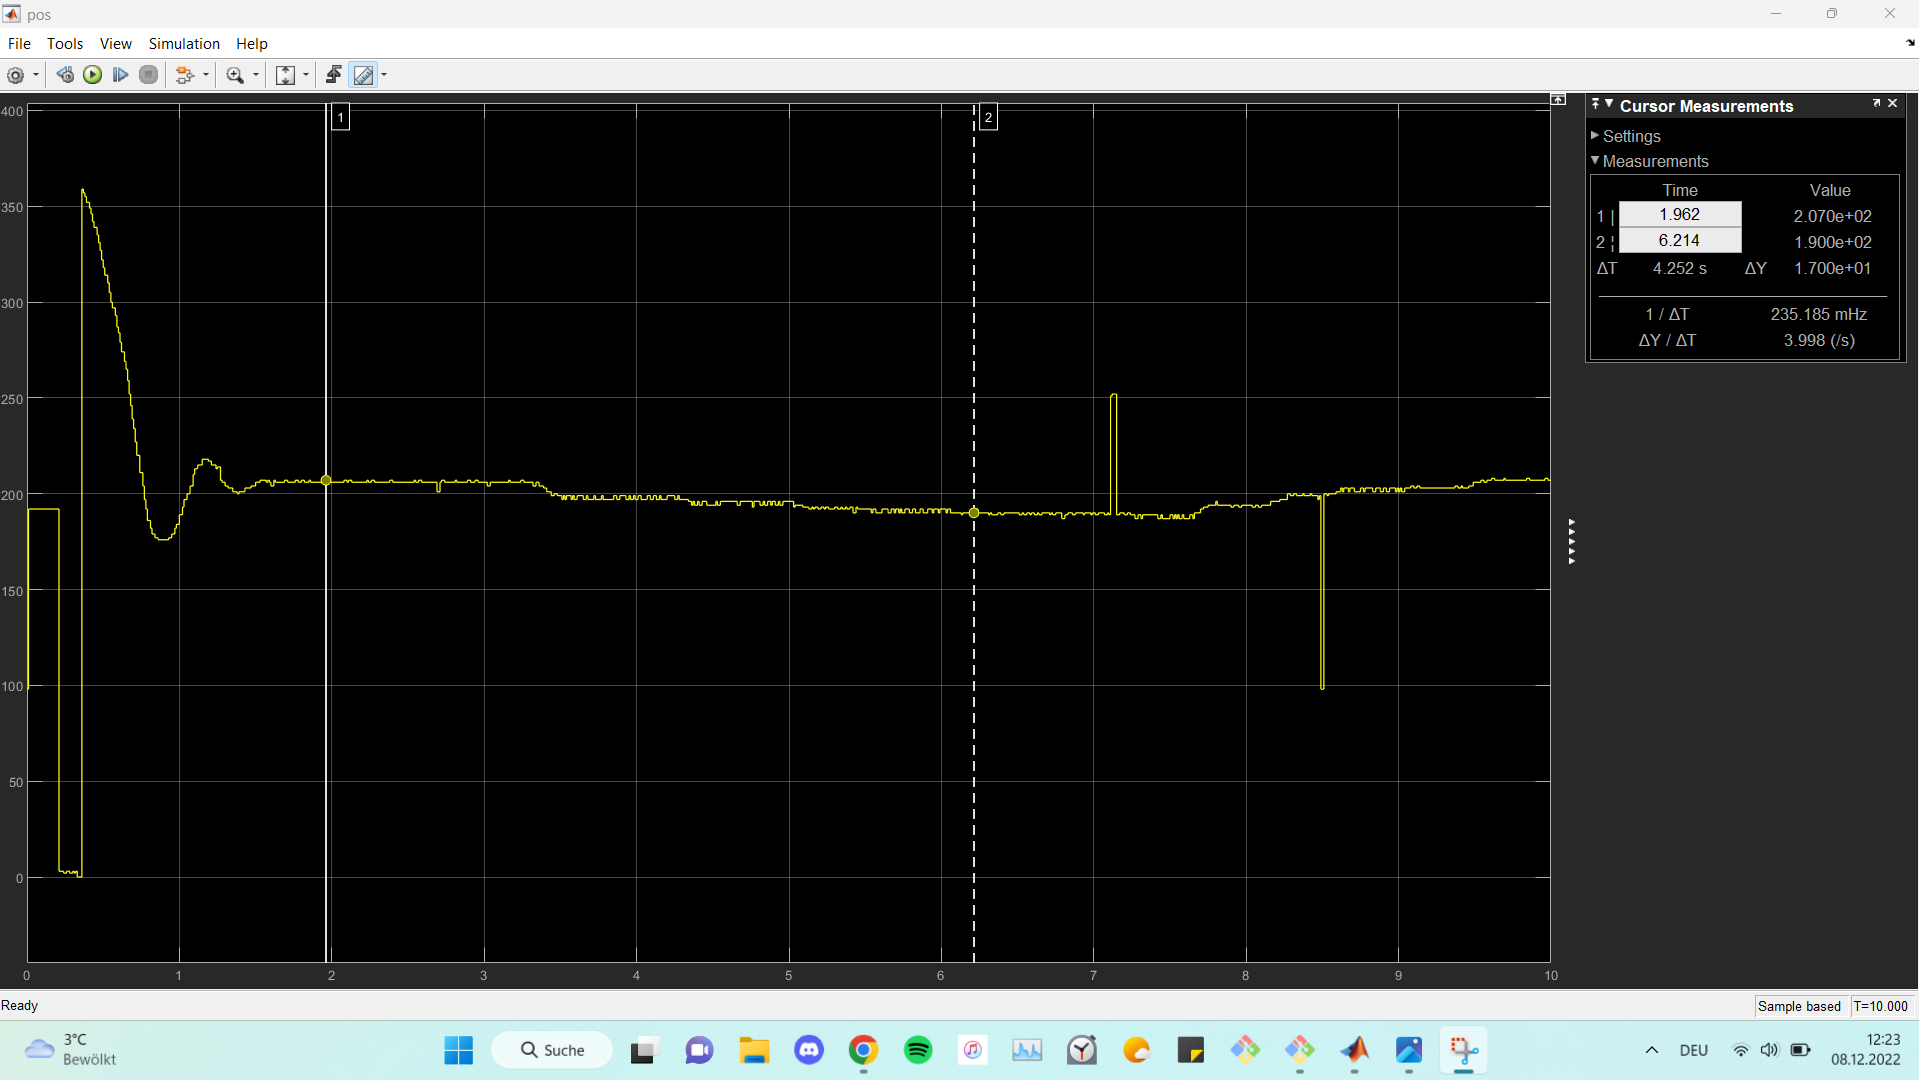 pos
File Tools View Simulation Help
400
350
300
250
200
150
100
50
0
1
2
0 1 2 3 4 5 6 7 8 9 10
Cursor Measurements
Settings
Measurements
Time Value
1 | 1.962 2.070e+02
2 ¦ 6.214 1.900e+02
ΔT 4.252 s ΔY 1.700e+01
1 / ΔT 235.185 mHz
ΔY / ΔT 3.998 (/s)
Ready
Sample based T=10.000
3°C
Bewölkt
Suche
DEU
12:23
08.12.2022